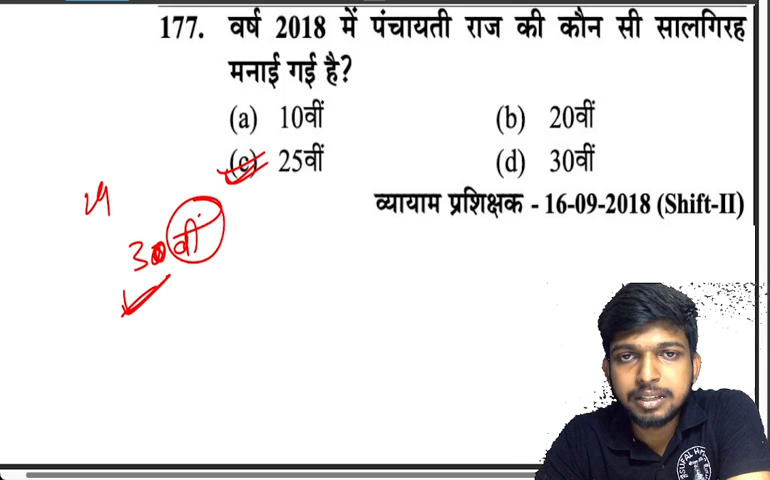 177. वर्ष 2018 में पंचायती राज की कौन सी सालगिरह
मनाई गई है?
(a) 10वीं (b) 20वीं
(c) 25वीं (d) 30वीं
व्यायाम प्रशिक्षक - 16-09-2018 (Shift-II)
वीं